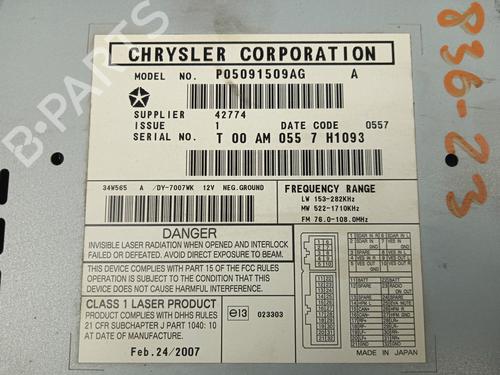 CHRYSLER CORPORATION
MODEL NO. P05091509AG A
SUPPLIER 42774
ISSUE 1 DATE CODE 0557
SERIAL NO. T 00 AM 055 7 H1093
34W565 A /DY-7007WK 12V NEG.GROUND
FREQUENCY RANGE
LW 153-282KHz
MW 522-1710KHz
FM 76.0-108.0MHz
DANGER
INVISIBLE LASER RADIATION WHEN OPENED AND INTERLOCK
FAILED OR DEFEATED. AVOID DIRECT EXPOSURE TO BEAM.
THIS DEVICE COMPLIES WITH PART 15 OF THE FCC RULES
OPERATION IS SUBJECT TO THE CONDITION THAT THIS
DEVICE DOES NOT CAUSE HARMFUL INTERFERENCE.
CLASS 1 LASER PRODUCT
PRODUCT COMPLIES WITH DHHS RULES
21 CFR SUBCHAPTER J PART 1040: 10
AT DATE OF MANUFACTURE.
e13 023303
Feb.24/2007
MADE IN JAPAN
836-23
B-PARTS